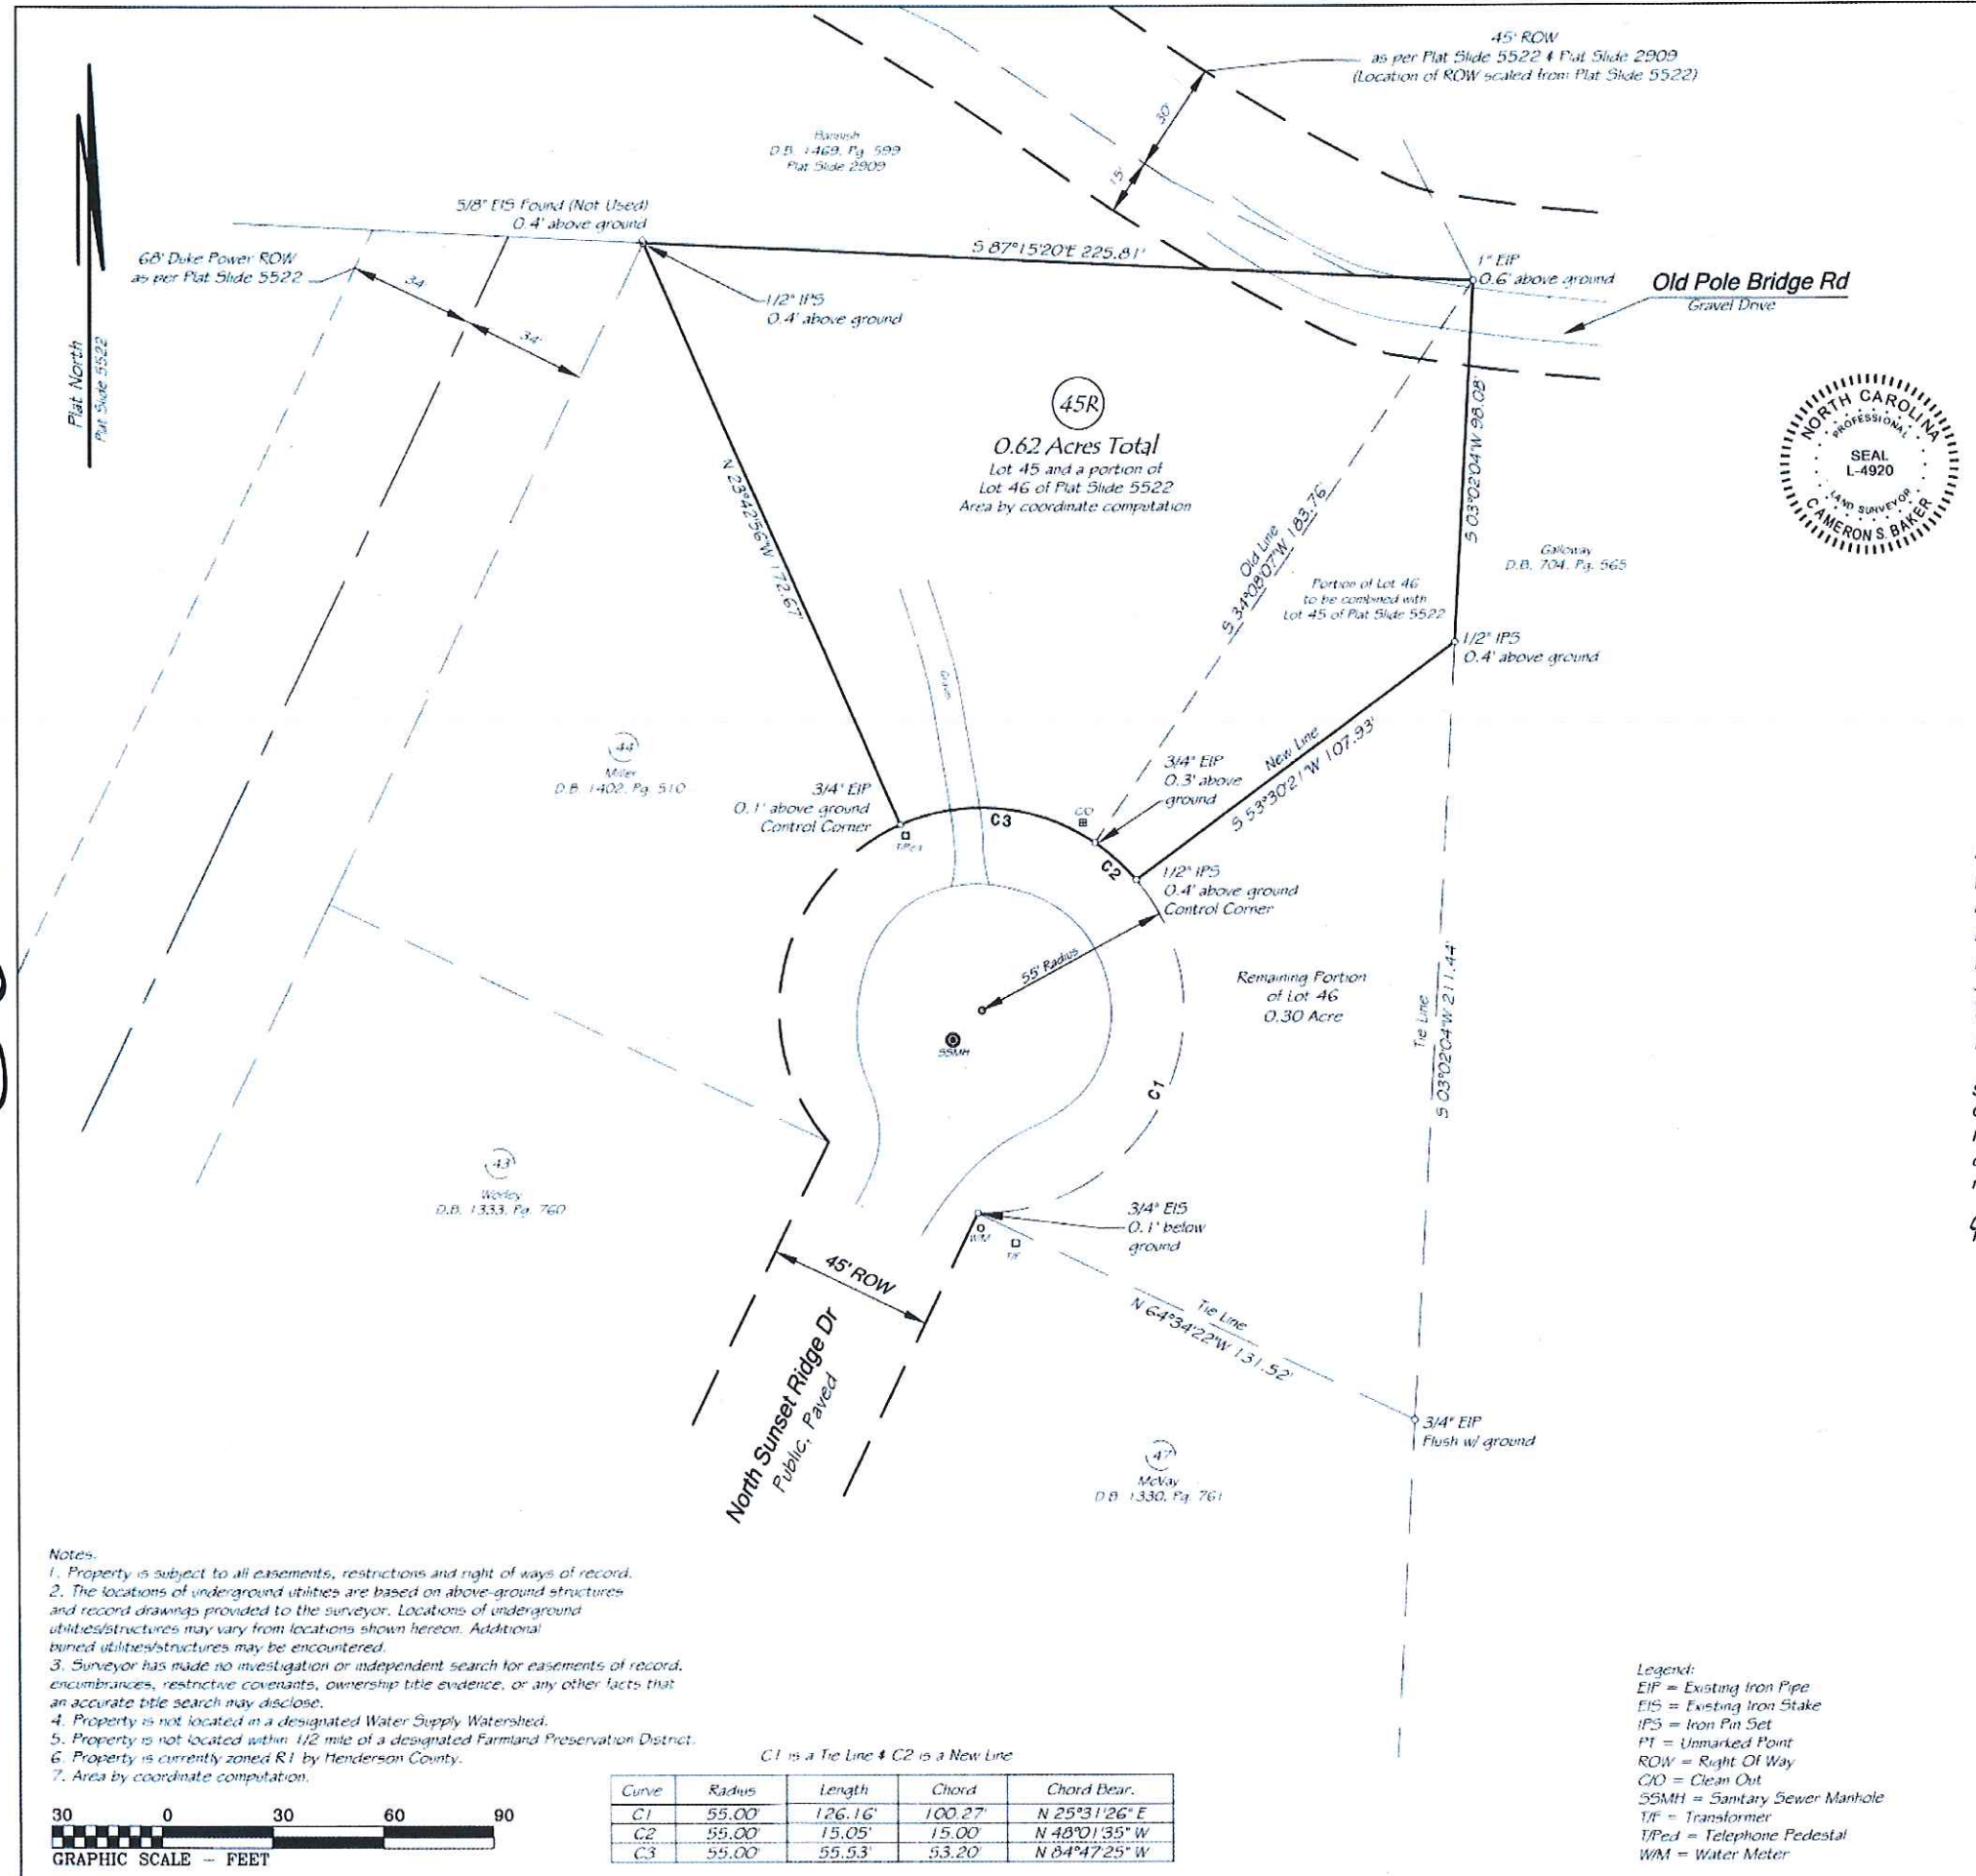 45' ROW
as per Plat Slide 5522 & Plat Slide 2909
(Location of ROW scaled from Plat Slide 5522)
30'
15'
Bannish
D.B. 1469, Pg. 599
Plat Slide 2909
5/8" EIS Found (Not Used)
0.4' above ground
68' Duke Power ROW
as per Plat Slide 5522
34'
34'
Plat North
Plat Slide 5522
S 87°15'20"E 225.81'
1/2" IPS
0.4' above ground
1" EIP
0.6' above ground
Old Pole Bridge Rd
Gravel Drive
45R
0.62 Acres Total
Lot 45 and a portion of
Lot 46 of Plat Slide 5522
Area by coordinate computation
NORTH CAROLINA
PROFESSIONAL
SEAL
L-4920
LAND SURVEYOR
CAMERON S. BAKER
N 23°42'56"W 172.67'
S 03°02'04"W 98.08'
Old Line
S 34°08'07"W 183.76'
Galloway
D.B. 704, Pg. 565
Portion of Lot 46
to be combined with
Lot 45 of Plat Slide 5522
1/2" IPS
0.4' above ground
Gravel
44
Miller
D.B. 1402, Pg. 510
3/4" EIP
0.1' above ground
Control Corner
T/Ped
C3
CO
3/4" EIP
0.3' above
ground
New Line
S 53°30'21"W 107.93'
C2
1/2" IPS
0.4' above ground
Control Corner
55' Radius
SSMH
Remaining Portion
of Lot 46
0.30 Acre
C1
Tie Line
S 03°02'04"W 211.44'
43
Worley
D.B. 1333, Pg. 760
3/4" EIS
0.1' below
ground
W/M
T/F
45' ROW
North Sunset Ridge Dr
Public, Paved
Tie Line
N 64°34'22"W 131.52'
3/4" EIP
Flush w/ ground
47
McVay
D.B. 1330, Pg. 761
Notes:
1. Property is subject to all easements, restrictions and right of ways of record.
2. The locations of underground utilities are based on above-ground structures
and record drawings provided to the surveyor. Locations of underground
utilities/structures may vary from locations shown hereon. Additional
buried utilities/structures may be encountered.
3. Surveyor has made no investigation or independent search for easements of record,
encumbrances, restrictive covenants, ownership title evidence, or any other facts that
an accurate title search may disclose.
4. Property is not located in a designated Water Supply Watershed.
5. Property is not located within 1/2 mile of a designated Farmland Preservation District.
6. Property is currently zoned R1 by Henderson County.
7. Area by coordinate computation.
30 0 30 60 90
GRAPHIC SCALE - FEET
C1 is a Tie Line & C2 is a New Line
Curve Radius Length Chord Chord Bear.
C1 55.00' 126.16' 100.27' N 25°31'26" E
C2 55.00' 15.05' 15.00' N 48°01'35" W
C3 55.00' 55.53' 53.20' N 84°47'25" W
Legend:
EIP = Existing Iron Pipe
EIS = Existing Iron Stake
IPS = Iron Pin Set
PT = Unmarked Point
ROW = Right Of Way
C/O = Clean Out
SSMH = Sanitary Sewer Manhole
T/F = Transformer
T/Ped = Telephone Pedestal
W/M = Water Meter